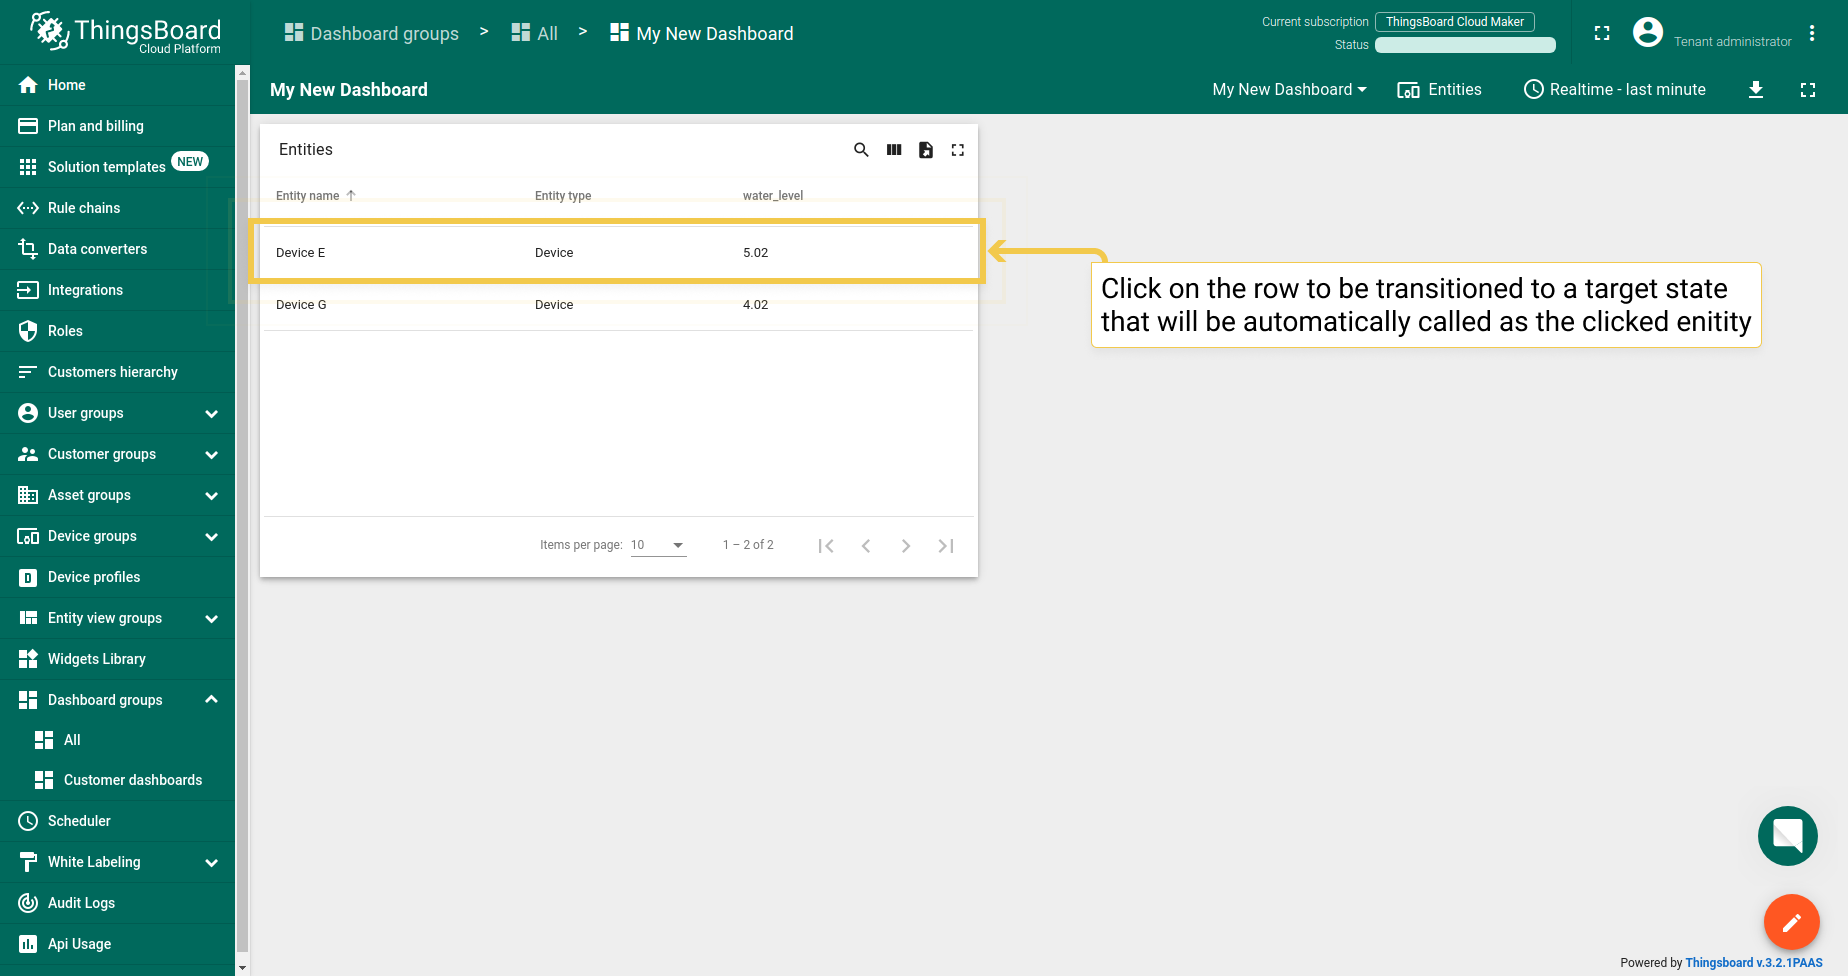 ThingsBoard
Cloud Platform
Dashboard groups > All > My New Dashboard
Current subscription ThingsBoard Cloud Maker
Status
Tenant administrator
My New Dashboard
My New Dashboard Entities Realtime - last minute
Home
Plan and billing
Solution templates NEW
Rule chains
Data converters
Integrations
Roles
Customers hierarchy
User groups
Customer groups
Asset groups
Device groups
Device profiles
Entity view groups
Widgets Library
Dashboard groups
All
Customer dashboards
Scheduler
White Labeling
Audit Logs
Api Usage
Entities
Entity name Entity type water_level
Device E Device 5.02
Device G Device 4.02
Items per page: 10 1 – 2 of 2
Click on the row to be transitioned to a target state
that will be automatically called as the clicked enitity
Powered by Thingsboard v.3.2.1PAAS